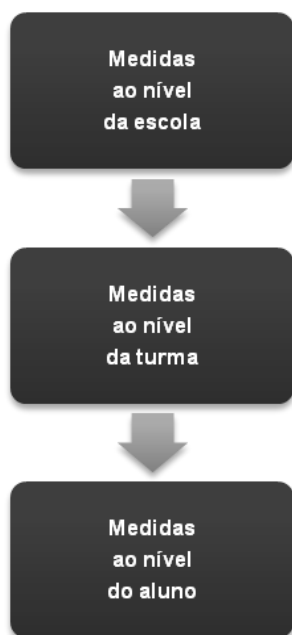 Medidas
ao nível
da escola
Medidas
ao nível
da turma
Medidas
ao nível
do aluno